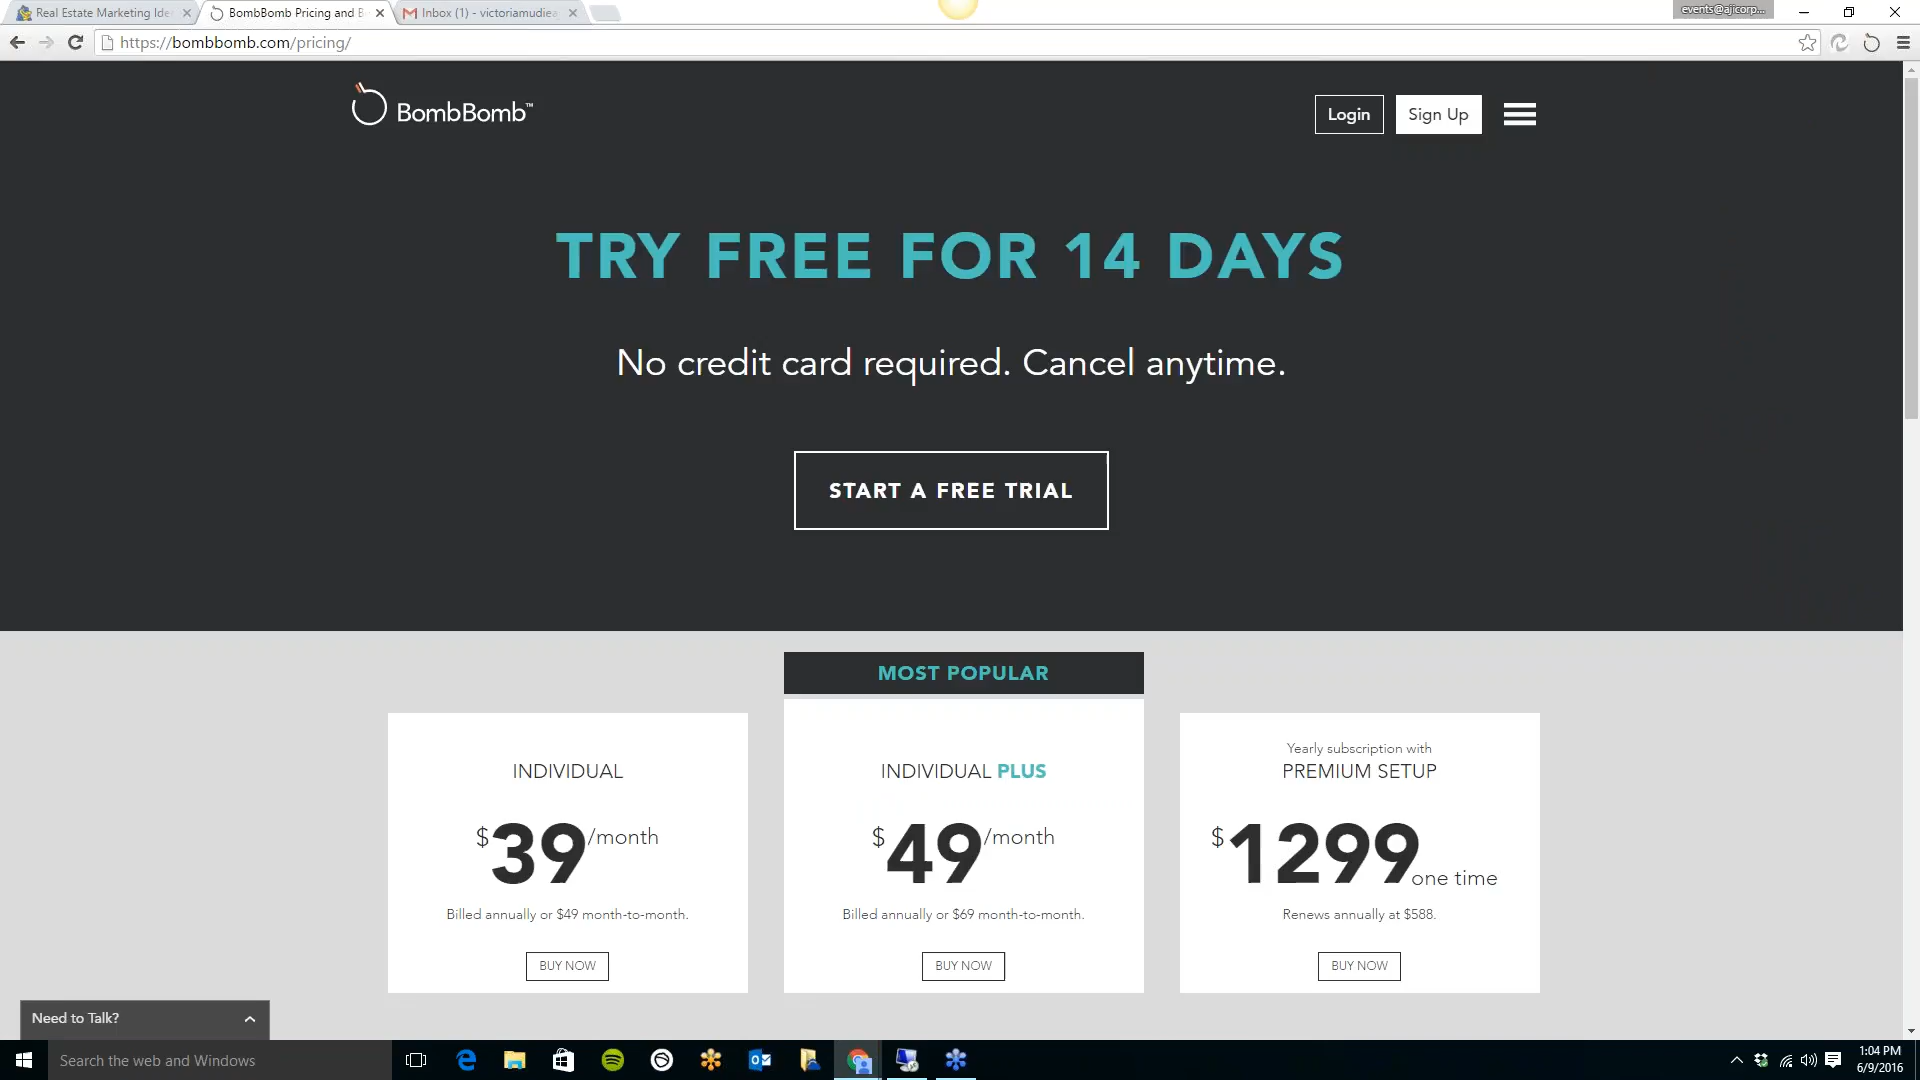 Real Estate Marketing Ide
BombBomb Pricing and B
Inbox (1) - victoriamudiea
events@ajicorp...
https://bombbomb.com/pricing/
BombBomb™
Login
Sign Up
TRY FREE FOR 14 DAYS
No credit card required. Cancel anytime.
START A FREE TRIAL
MOST POPULAR
INDIVIDUAL
$39/month
Billed annually or $49 month-to-month.
BUY NOW
INDIVIDUAL PLUS
$49/month
Billed annually or $69 month-to-month.
BUY NOW
Yearly subscription with
PREMIUM SETUP
$1299 one time
Renews annually at $588.
BUY NOW
Need to Talk?
Search the web and Windows
1:04 PM
6/9/2016